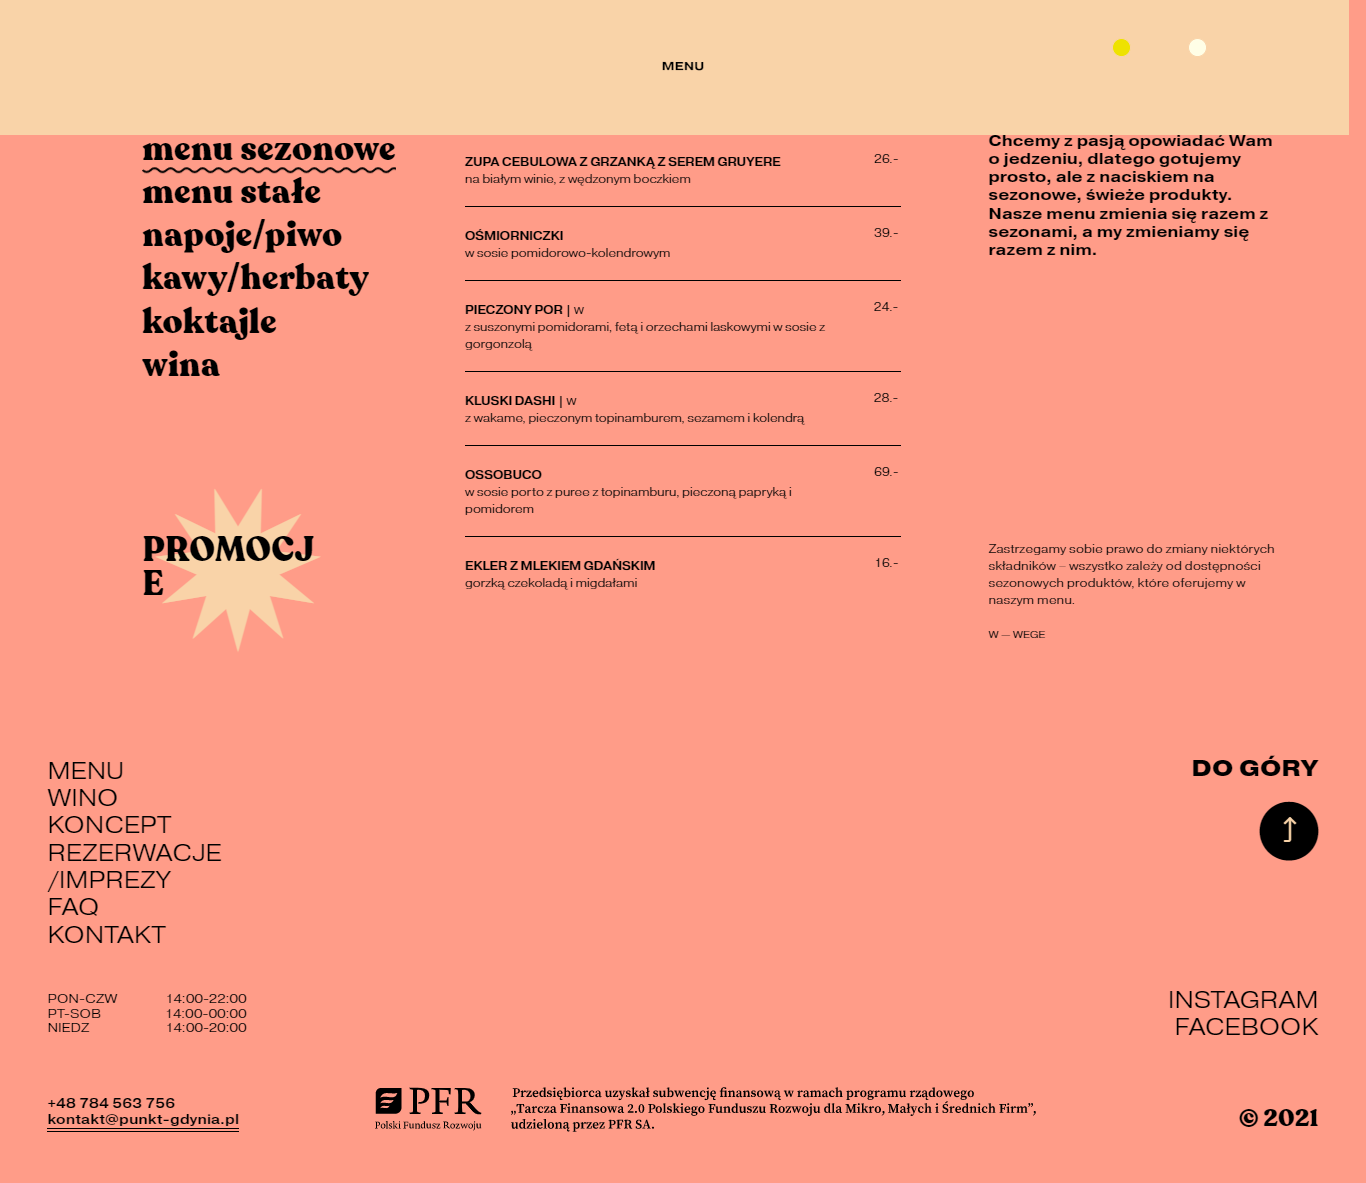 MENU
menu sezonowe
menu stałe
napoje/piwo
kawy/herbaty
koktajle
wina
PROMOCJ
E
ZUPA CEBULOWA Z GRZANKĄ Z SEREM GRUYERE 26.-
na białym winie, z wędzonym boczkiem
OŚMIORNICZKI 39.-
w sosie pomidorowo-kolendrowym
PIECZONY POR | W 24.-
z suszonymi pomidorami, fetą i orzechami laskowymi w sosie z
gorgonzolą
KLUSKI DASHI | W 28.-
z wakame, pieczonym topinamburem, sezamem i kolendrą
OSSOBUCO 69.-
w sosie porto z puree z topinamburu, pieczoną papryką i
pomidorem
EKLER Z MLEKIEM GDAŃSKIM 16.-
gorzką czekoladą i migdałami
Chcemy z pasją opowiadać Wam
o jedzeniu, dlatego gotujemy
prosto, ale z naciskiem na
sezonowe, świeże produkty.
Nasze menu zmienia się razem z
sezonami, a my zmieniamy się
razem z nim.
Zastrzegamy sobie prawo do zmiany niektórych
składników – wszystko zależy od dostępności
sezonowych produktów, które oferujemy w
naszym menu.
W — WEGE
MENU
WINO
KONCEPT
REZERWACJE
/IMPREZY
FAQ
KONTAKT
DO GÓRY
PON-CZW 14:00-22:00
PT-SOB 14:00-00:00
NIEDZ 14:00-20:00
INSTAGRAM
FACEBOOK
+48 784 563 756
kontakt@punkt-gdynia.pl
PFR
Polski Fundusz Rozwoju
Przedsiębiorca uzyskał subwencję finansową w ramach programu rządowego
„Tarcza Finansowa 2.0 Polskiego Funduszu Rozwoju dla Mikro, Małych i Średnich Firm”,
udzieloną przez PFR SA.
© 2021